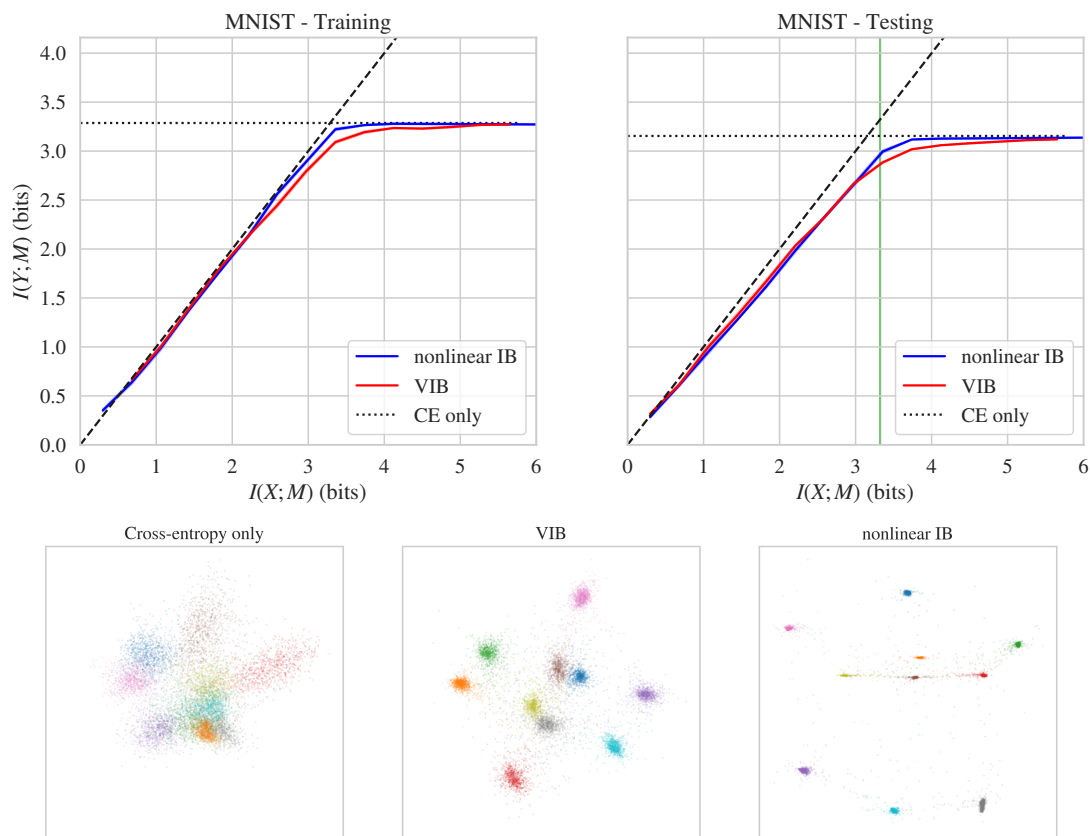 MNIST - Training
MNIST - Testing
I(Y;M) (bits)
4.0
3.5
3.0
2.5
2.0
1.5
1.0
0.5
0.0
nonlinear IB
VIB
CE only
nonlinear IB
VIB
CE only
0 1 2 3 4 5 6
0 1 2 3 4 5 6
I(X;M) (bits)
I(X;M) (bits)
Cross-entropy only
VIB
nonlinear IB